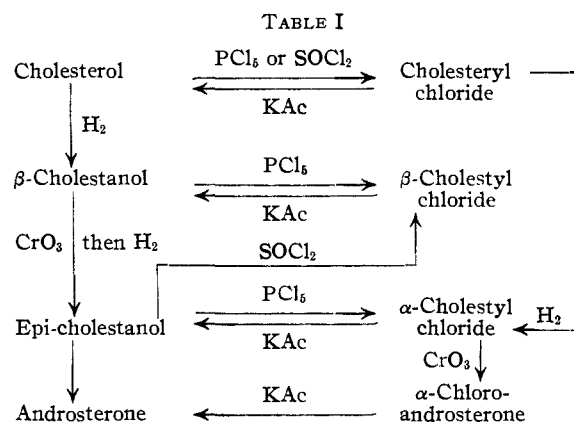 TABLE I
Cholesterol
PCl₅ or SOCl₂
KAc
Cholesteryl
chloride
H₂
β-Cholestanol
PCl₅
KAc
β-Cholestyl
chloride
CrO₃ then H₂
SOCl₂
Epi-cholestanol
PCl₅
KAc
α-Cholestyl
chloride
H₂
CrO₃
Androsterone
KAc
α-Chloro-
androsterone